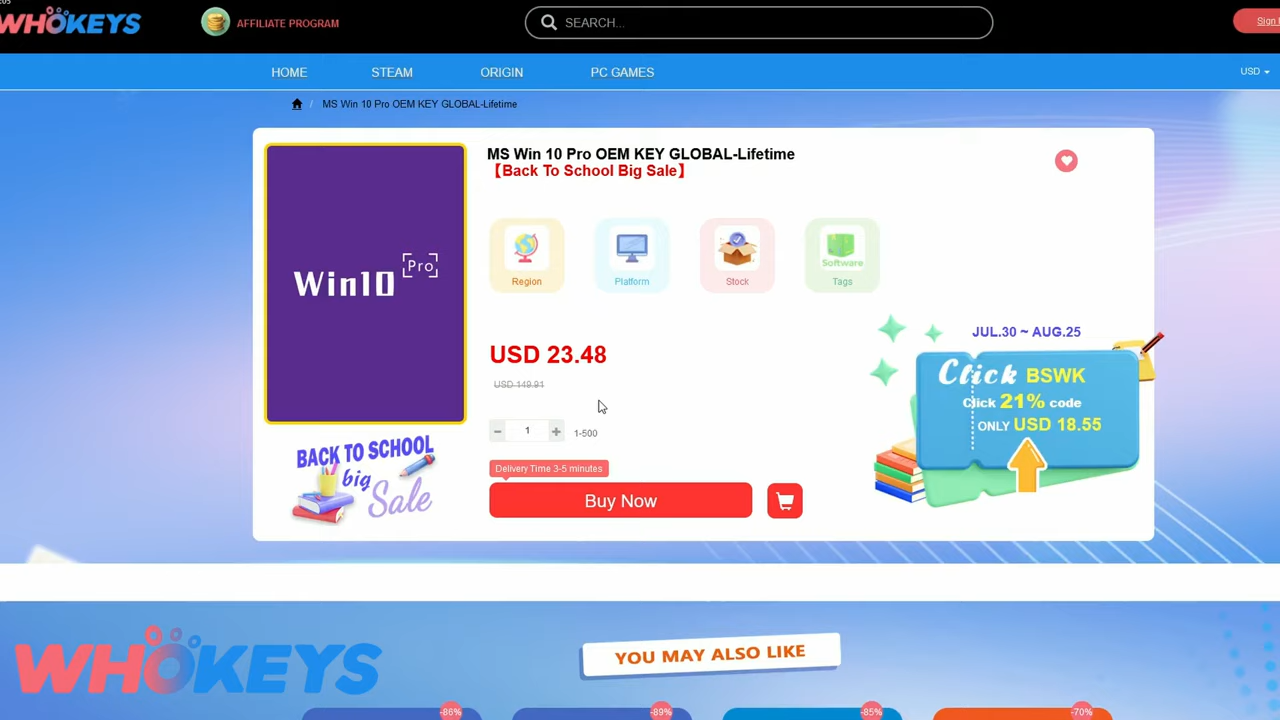 WHOKEYS
AFFILIATE PROGRAM
SEARCH...
Sign
HOME
STEAM
ORIGIN
PC GAMES
USD
/ MS Win 10 Pro OEM KEY GLOBAL-Lifetime
Win10 Pro
MS Win 10 Pro OEM KEY GLOBAL-Lifetime
【Back To School Big Sale】
Region
Platform
Stock
Software
Tags
USD 23.48
USD 149.91
- 1 + 1-500
Delivery Time 3-5 minutes
Buy Now
BACK TO SCHOOL
big
Sale
JUL.30 ~ AUG.25
Click BSWK
Click 21% code
ONLY USD 18.55
WHOKEYS
YOU MAY ALSO LIKE
-86%
-89%
-85%
-70%